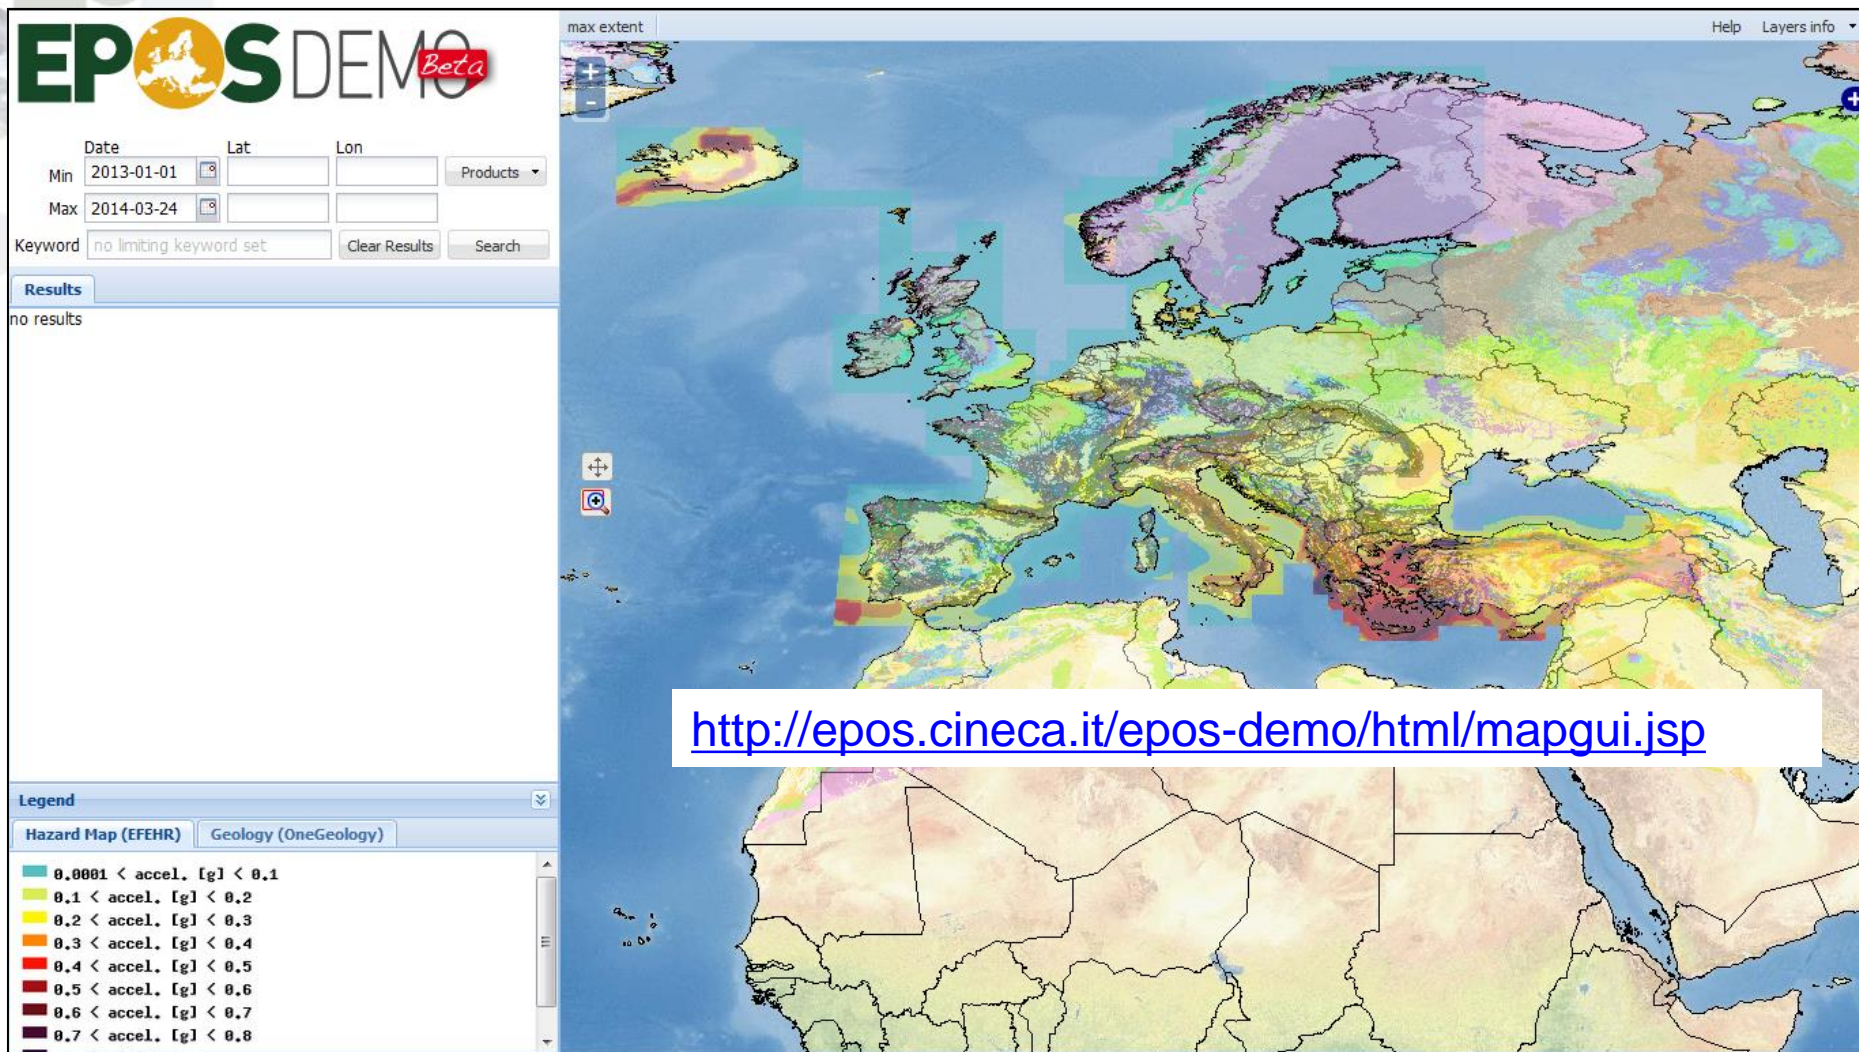 EPOS DEMO Beta
max extent
Help Layers info
+
-
Date Lat Lon
Min 2013-01-01 Products
Max 2014-03-24
Keyword no limiting keyword set Clear Results Search
Results
no results
http://epos.cineca.it/epos-demo/html/mapgui.jsp
Legend
Hazard Map (EFEHR) Geology (OneGeology)
0.0001 < accel. [g] < 0.1
0.1 < accel. [g] < 0.2
0.2 < accel. [g] < 0.3
0.3 < accel. [g] < 0.4
0.4 < accel. [g] < 0.5
0.5 < accel. [g] < 0.6
0.6 < accel. [g] < 0.7
0.7 < accel. [g] < 0.8